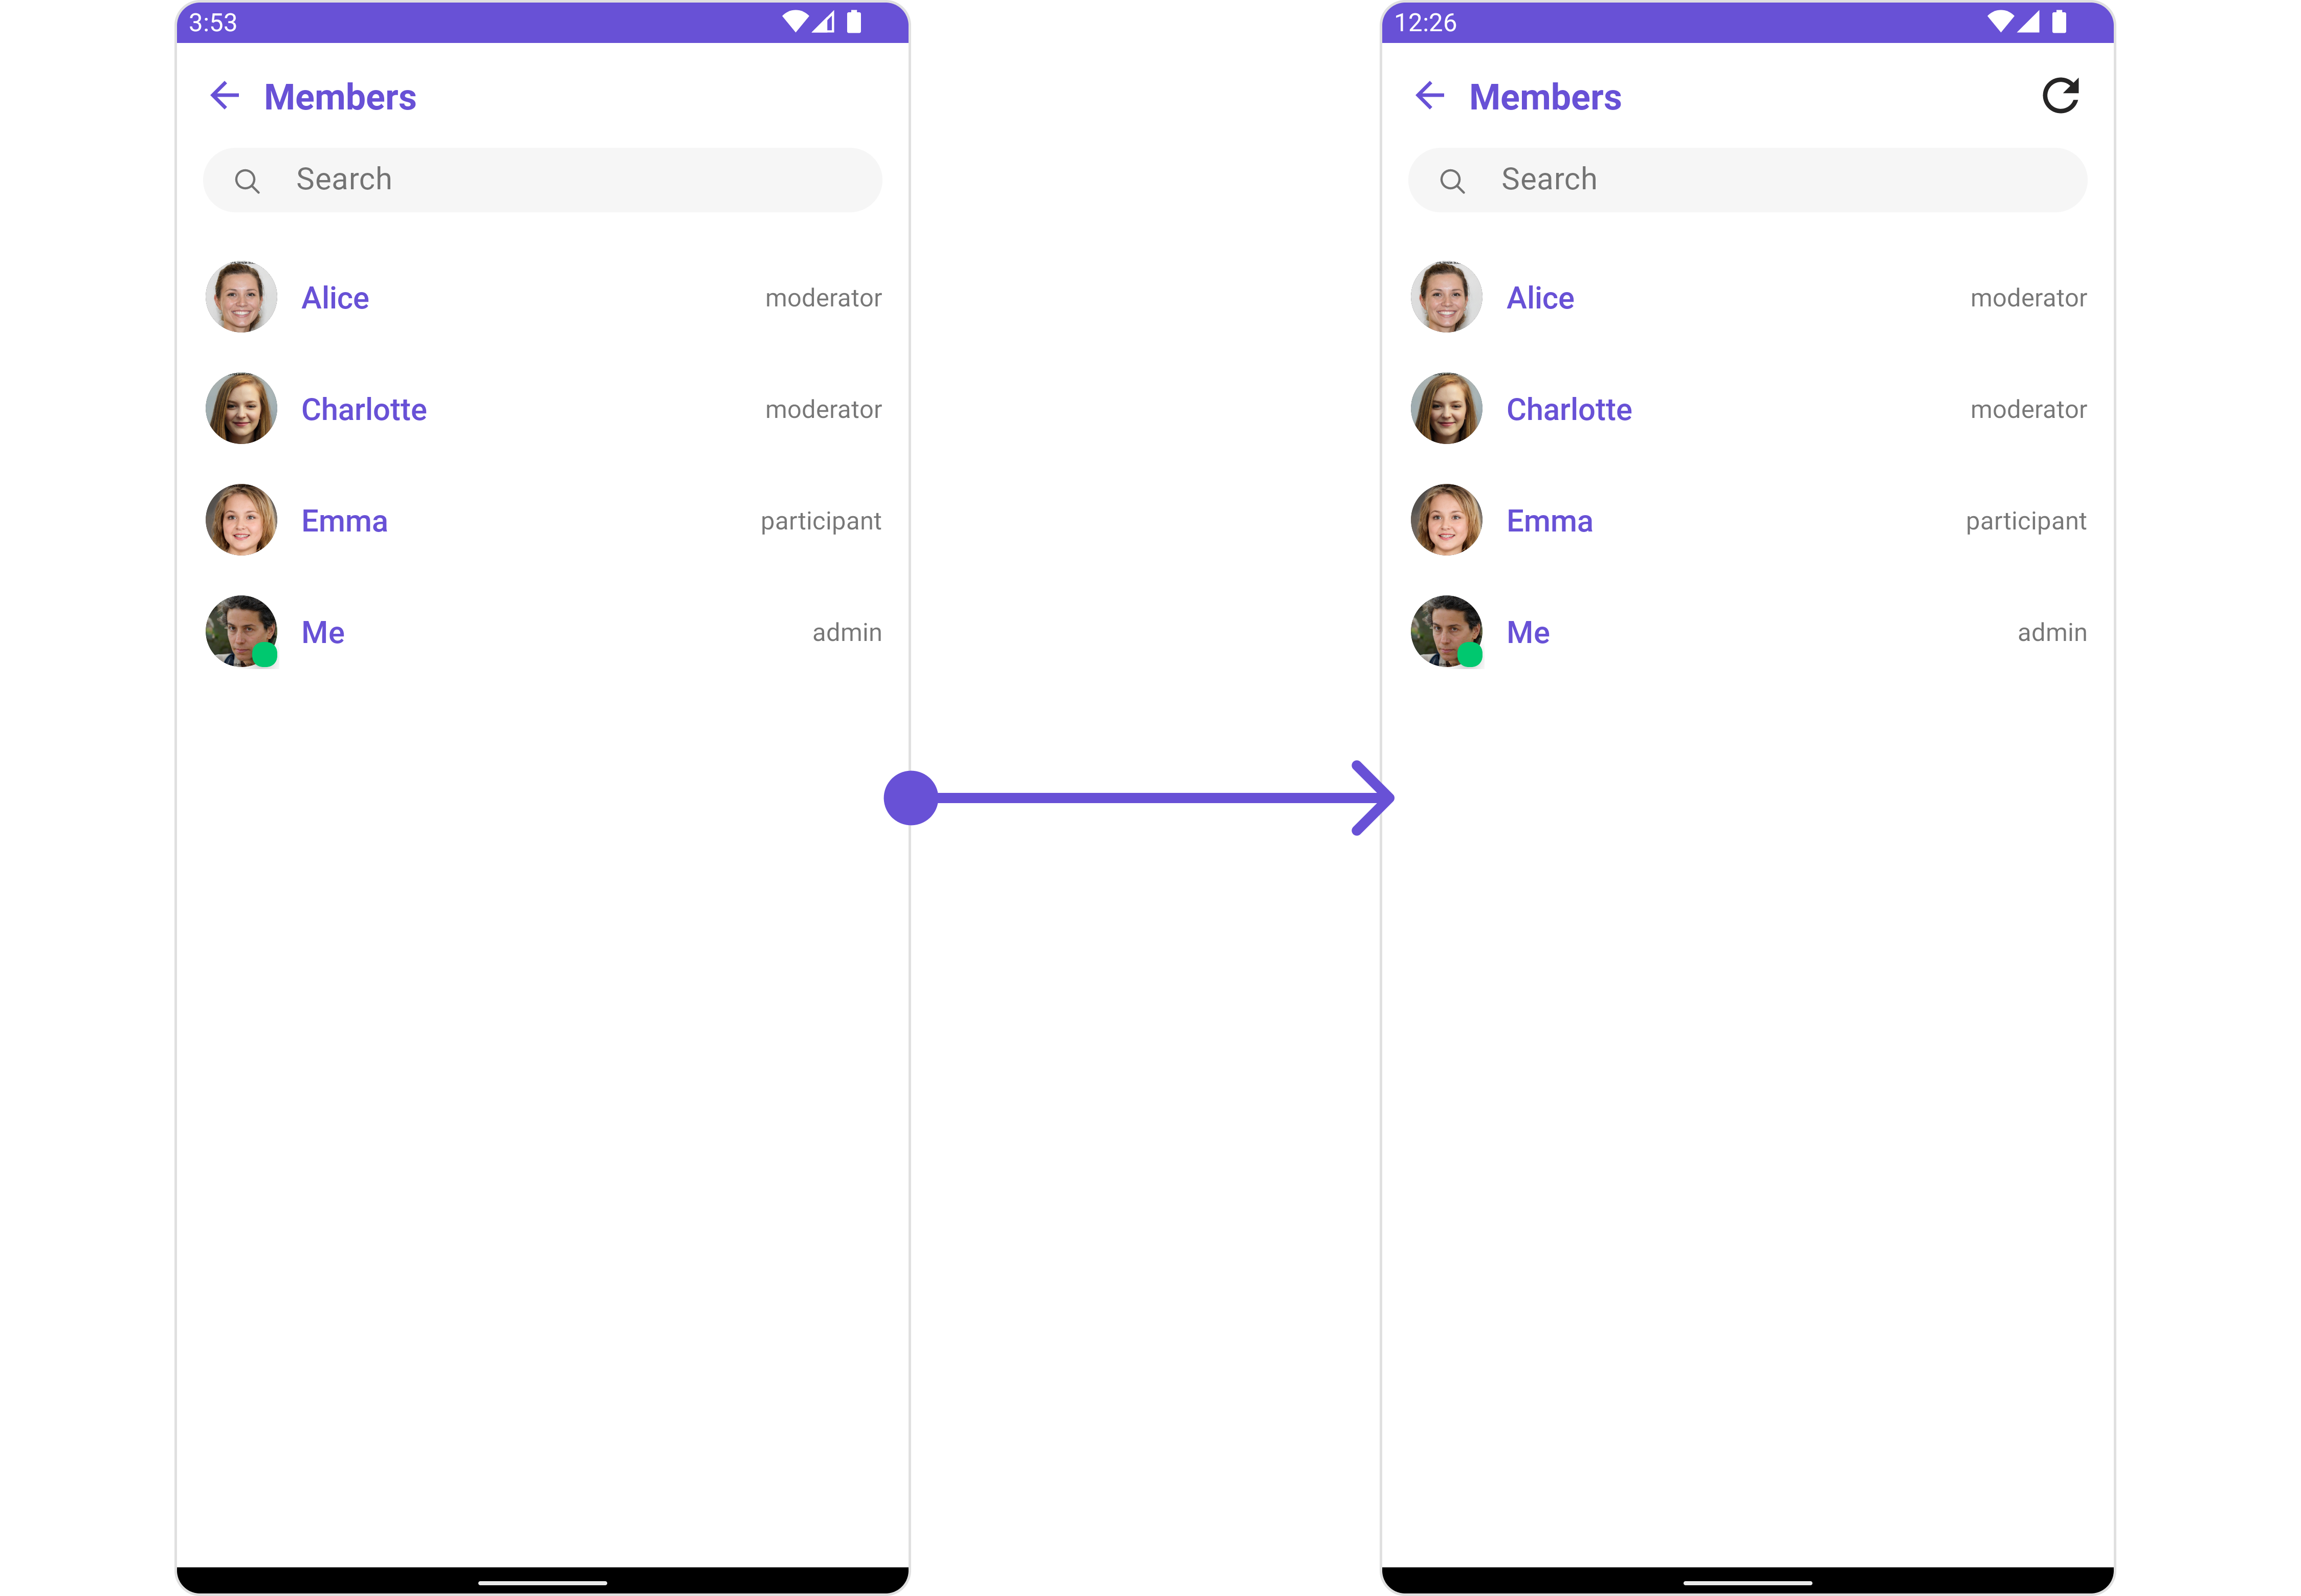 3:53
Members
Search
Alice moderator
Charlotte moderator
Emma participant
Me admin
12:26
Members
Search
Alice moderator
Charlotte moderator
Emma participant
Me admin